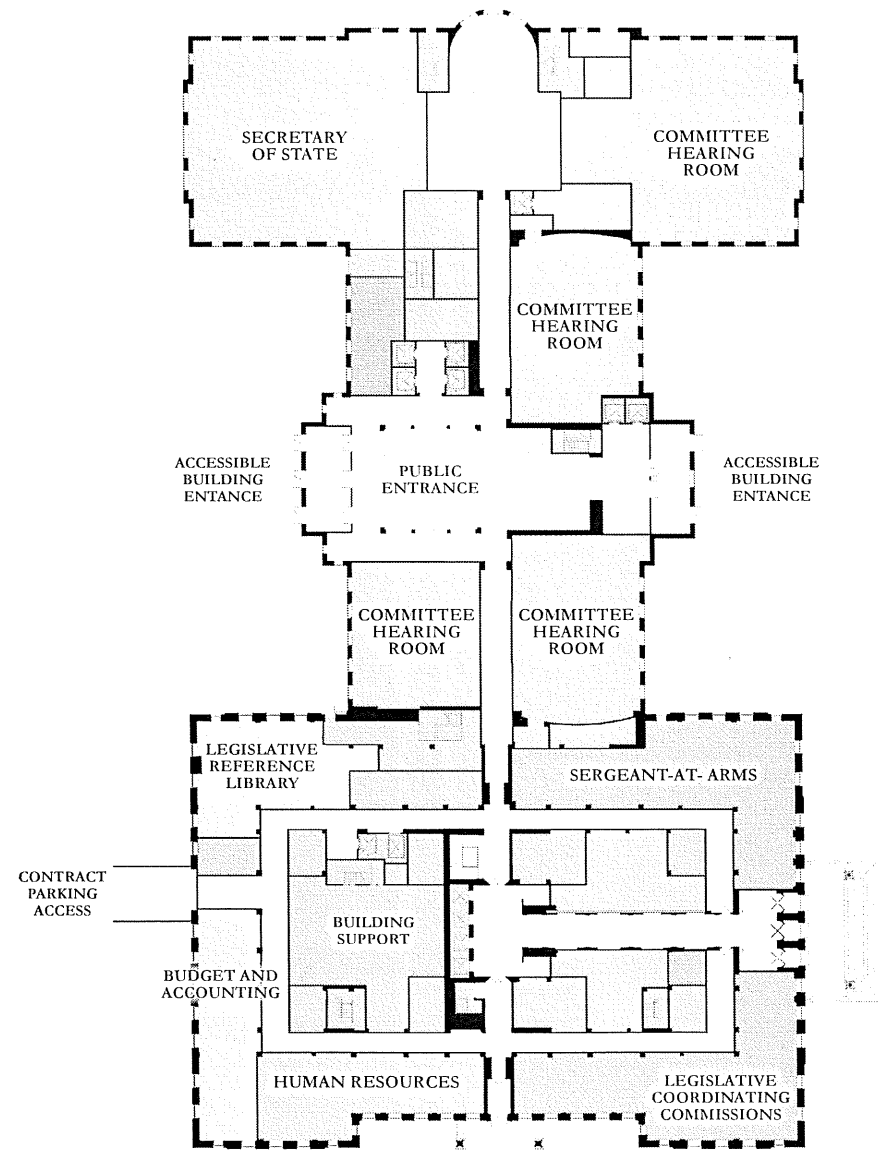 SECRETARY
OF STATE
COMMITTEE
HEARING
ROOM
COMMITTEE
HEARING
ROOM
ACCESSIBLE
BUILDING
ENTANCE
PUBLIC
ENTRANCE
ACCESSIBLE
BUILDING
ENTANCE
COMMITTEE
HEARING
ROOM
COMMITTEE
HEARING
ROOM
LEGISLATIVE
REFERENCE
LIBRARY
SERGEANT-AT- ARMS
CONTRACT
PARKING
ACCESS
BUILDING
SUPPORT
BUDGET AND
ACCOUNTING
HUMAN RESOURCES
LEGISLATIVE
COORDINATING
COMMISSIONS